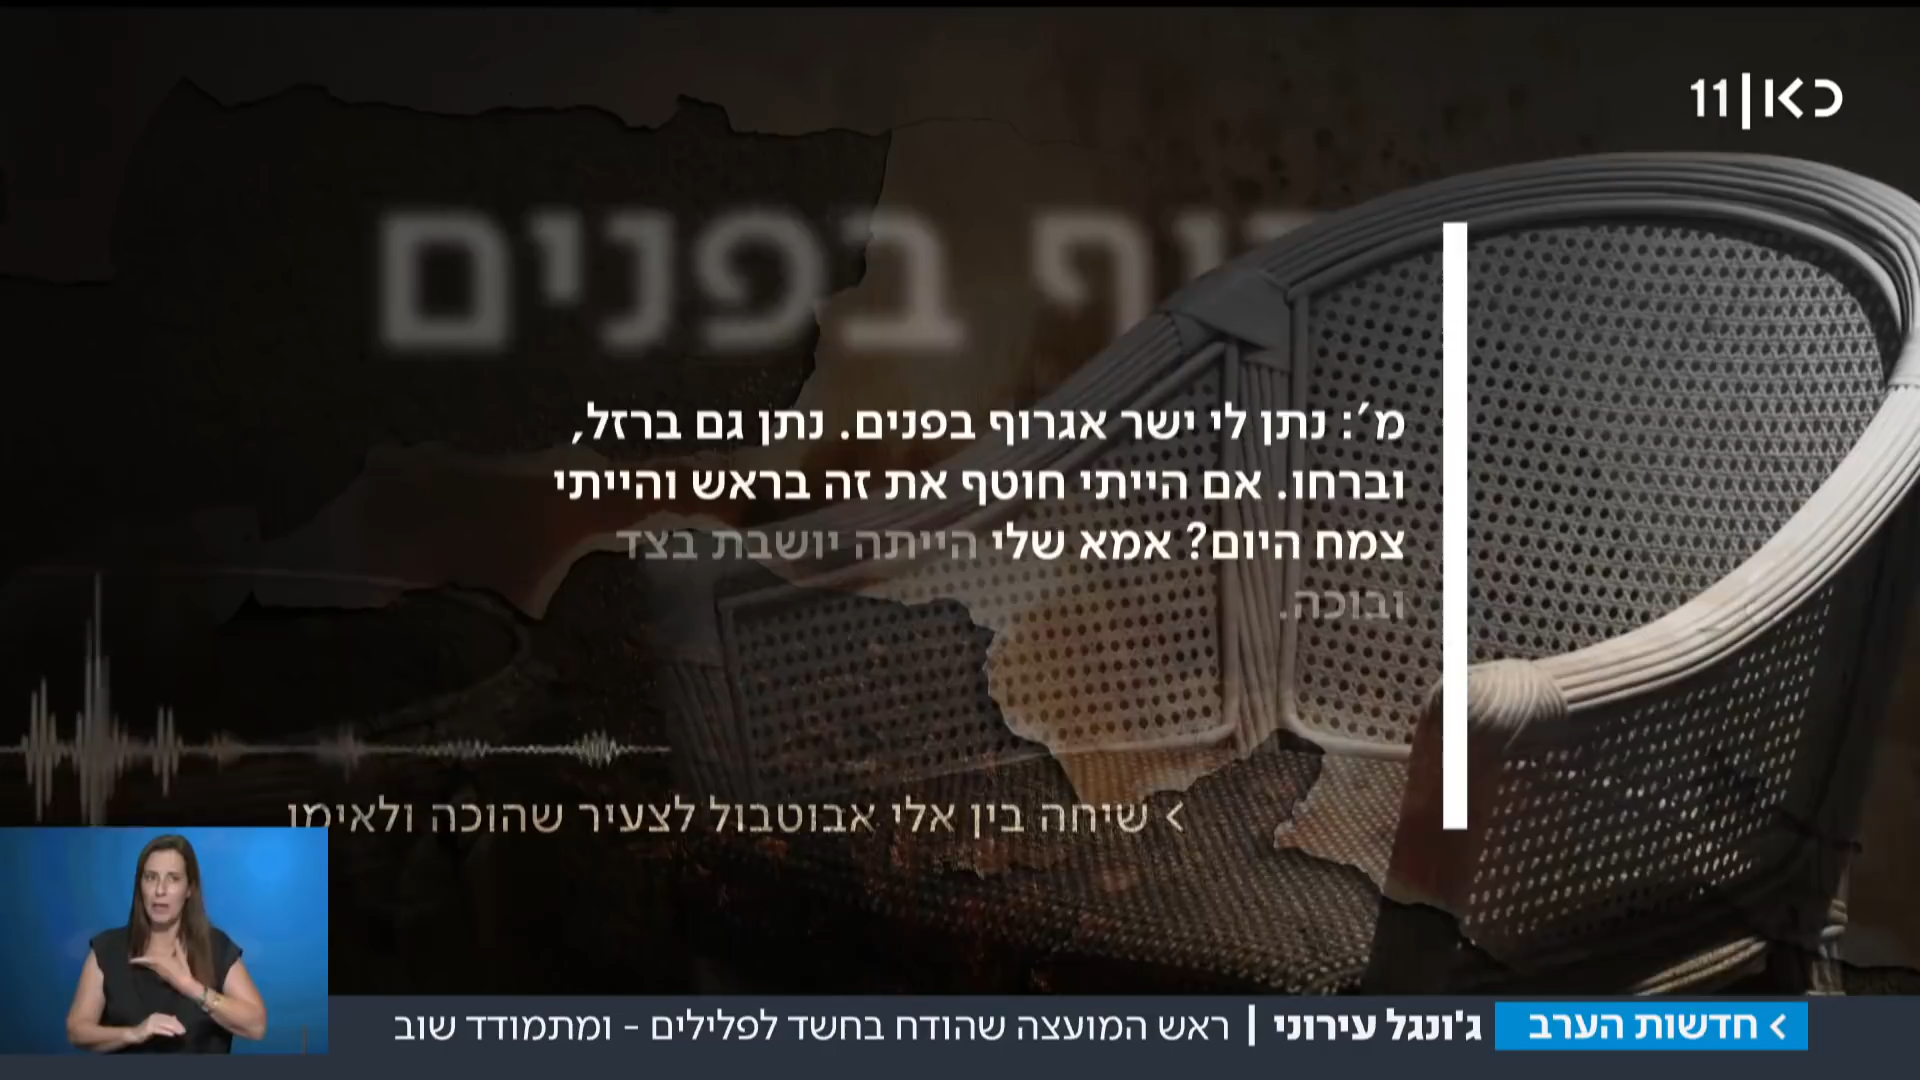 כאן|11
בפנים
מ׳: נתן לי ישר אגרוף בפנים. נתן גם ברזל,
וברחו. אם הייתי חוטף את זה בראש והייתי
צמח היום? אמא שלי הייתה יושבת בצד
ובוכה.
> שיחה בין אלי אבוטבול לצעיר שהוכה ולאימו
> חדשות הערב
ג'ונגל עירוני | ראש המועצה שהודח בחשד לפלילים - ומתמודד שוב